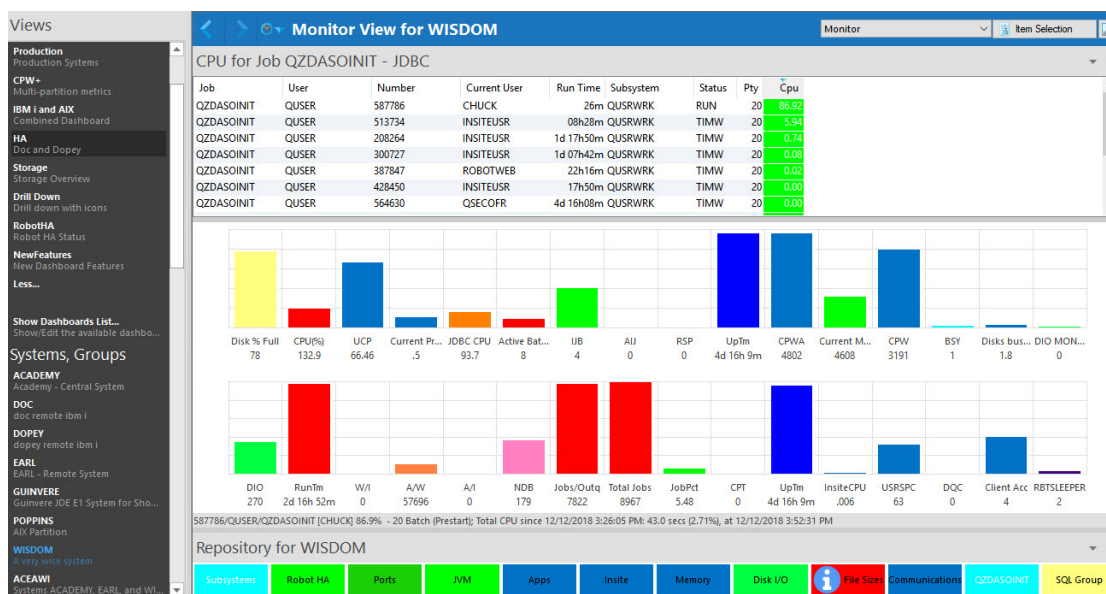 Views
Production
Production Systems
CPW+
Multi-partition metrics
IBM i and AIX
Combined Dashboard
HA
Doc and Dopey
Storage
Storage Overview
Drill Down
Drill down with icons
RobotHA
Robot HA Status
NewFeatures
New Dashboard Features
Less...
Show Dashboards List...
Show/Edit the available dashbo...
Systems, Groups
ACADEMY
Academy - Central System
DOC
doc remote ibm i
DOPEY
dopey remote ibm i
EARL
EARL - Remote System
GUINVERE
Guinvere JDE E1 System for Sho...
POPPINS
AIX Partition
WISDOM
A very wise system
ACEAWI
Systems ACADEMY, EARL, and WI...
Monitor View for WISDOM
Monitor
Item Selection
CPU for Job QZDASOINIT - JDBC
Job User Number Current User Run Time Subsystem Status Pty Cpu
QZDASOINIT QUSER 587786 CHUCK 26m QUSRWRK RUN 20 86.92
QZDASOINIT QUSER 513734 INSITEUSR 08h28m QUSRWRK TIMW 20 5.94
QZDASOINIT QUSER 208264 INSITEUSR 1d 17h50m QUSRWRK TIMW 20 0.74
QZDASOINIT QUSER 300727 INSITEUSR 1d 07h42m QUSRWRK TIMW 20 0.08
QZDASOINIT QUSER 387847 ROBOTWEB 22h16m QUSRWRK TIMW 20 0.02
QZDASOINIT QUSER 428450 INSITEUSR 17h50m QUSRWRK TIMW 20 0.00
QZDASOINIT QUSER 564630 QSECOFR 4d 16h08m QUSRWRK TIMW 20 0.00
Disk % Full CPU(%) UCP Current Pr... JDBC CPU Active Bat... IJB AIJ RSP UpTm CPWA Current M... CPW BSY Disks bus... DIO MON...
78 132.9 66.46 .5 93.7 8 4 0 0 4d 16h 9m 4802 4608 3191 1 1.8 0
DIO RunTm W/I A/W A/I NDB Jobs/Outq Total Jobs JobPct CPT UpTm InsiteCPU USRSPC DQC Client Acc RBTSLEEPER
270 2d 16h 52m 0 57696 0 179 7822 8967 5.48 0 4d 16h 9m .006 63 0 4 2
587786/QUSER/QZDASOINIT [CHUCK] 86.9% - 20 Batch (Prestart); Total CPU since 12/12/2018 3:26:05 PM: 43.0 secs (2.71%), at 12/12/2018 3:52:31 PM
Repository for WISDOM
Subsystems Robot HA Ports JVM Apps Insite Memory Disk I/O File Sizes Communications QZDASOINIT SQL Group